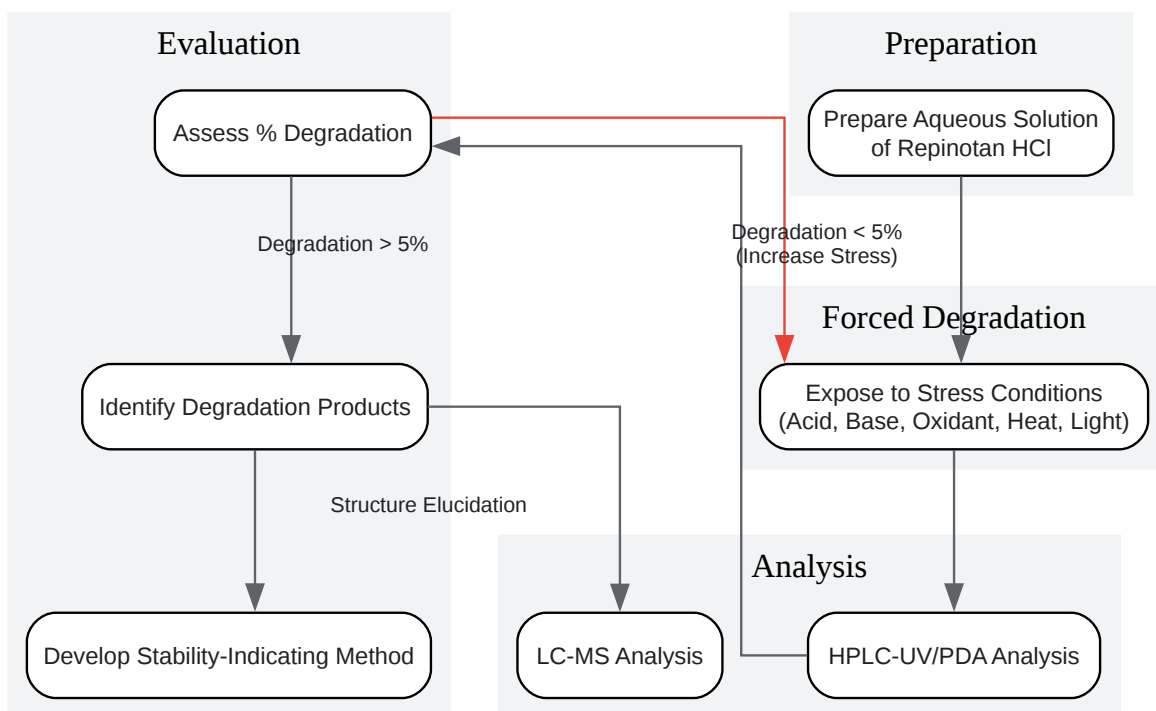 Evaluation
Preparation
Assess % Degradation
Prepare Aqueous Solution
of Repinotan HCl
Degradation > 5%
Degradation < 5%
(Increase Stress)
Forced Degradation
Identify Degradation Products
Expose to Stress Conditions
(Acid, Base, Oxidant, Heat, Light)
Structure Elucidation
Analysis
Develop Stability-Indicating Method
LC-MS Analysis
HPLC-UV/PDA Analysis